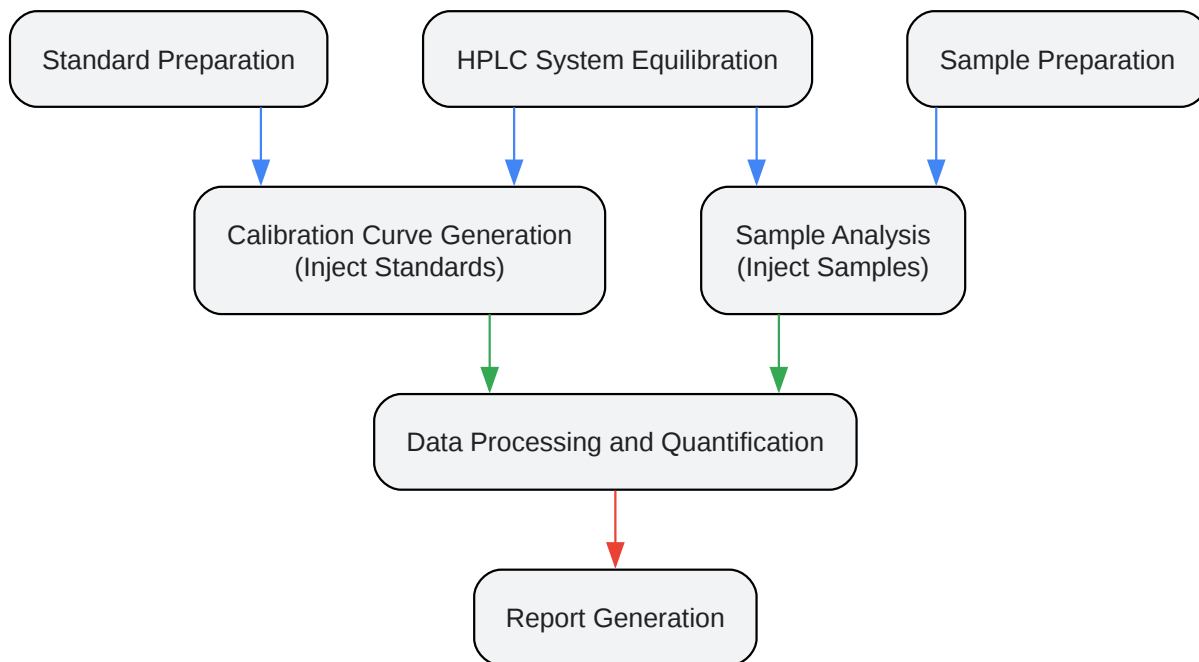 Standard Preparation
HPLC System Equilibration
Sample Preparation
Calibration Curve Generation
(Inject Standards)
Sample Analysis
(Inject Samples)
Data Processing and Quantification
Report Generation